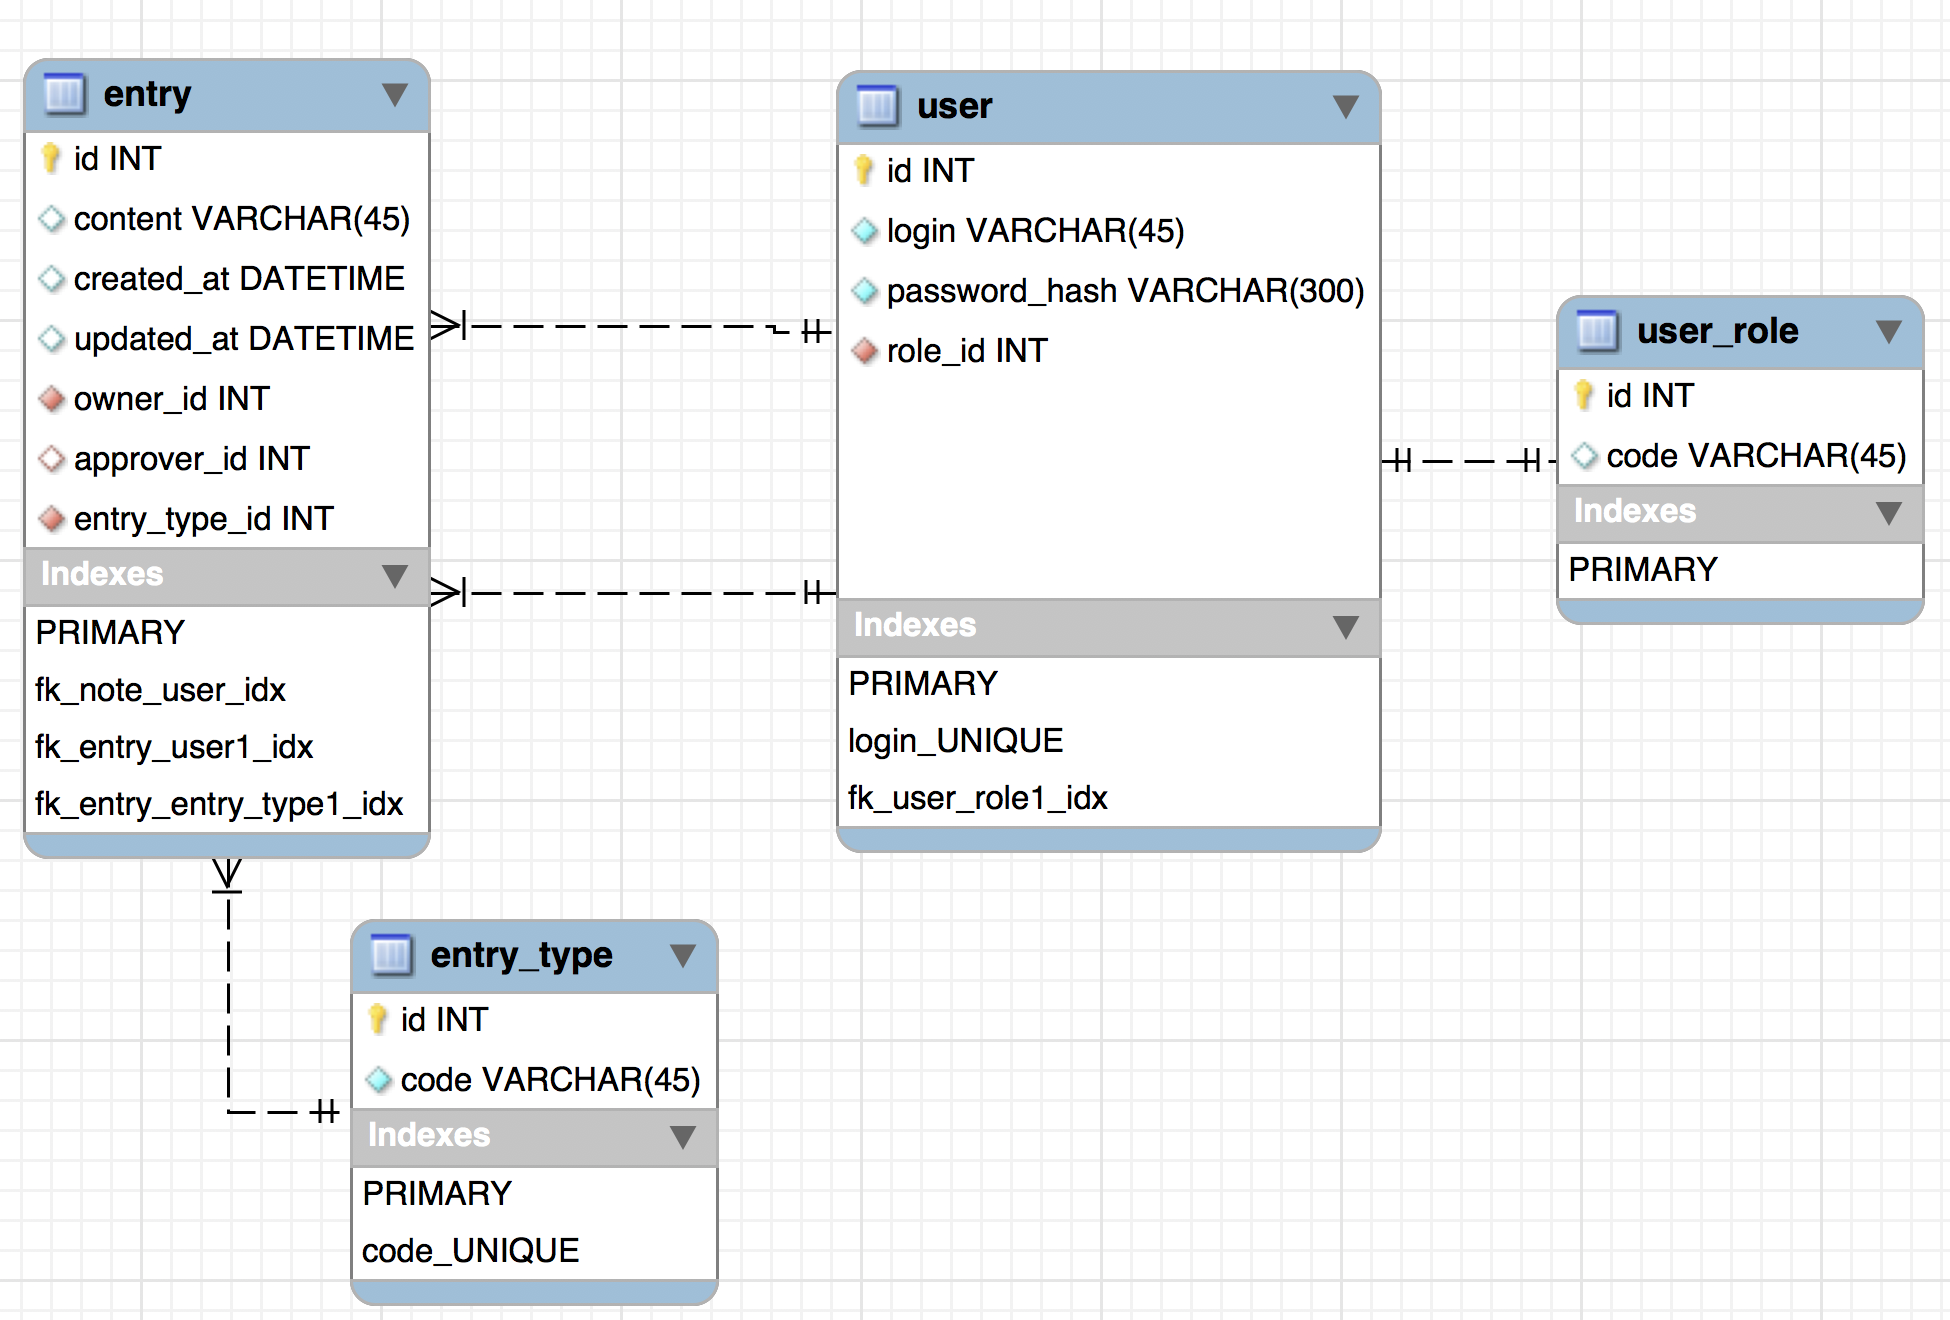 entry
id INT
content VARCHAR(45)
created_at DATETIME
updated_at DATETIME
owner_id INT
approver_id INT
entry_type_id INT
Indexes
PRIMARY
fk_note_user_idx
fk_entry_user1_idx
fk_entry_entry_type1_idx
user
id INT
login VARCHAR(45)
password_hash VARCHAR(300)
role_id INT
Indexes
PRIMARY
login_UNIQUE
fk_user_role1_idx
user_role
id INT
code VARCHAR(45)
Indexes
PRIMARY
entry_type
id INT
code VARCHAR(45)
Indexes
PRIMARY
code_UNIQUE